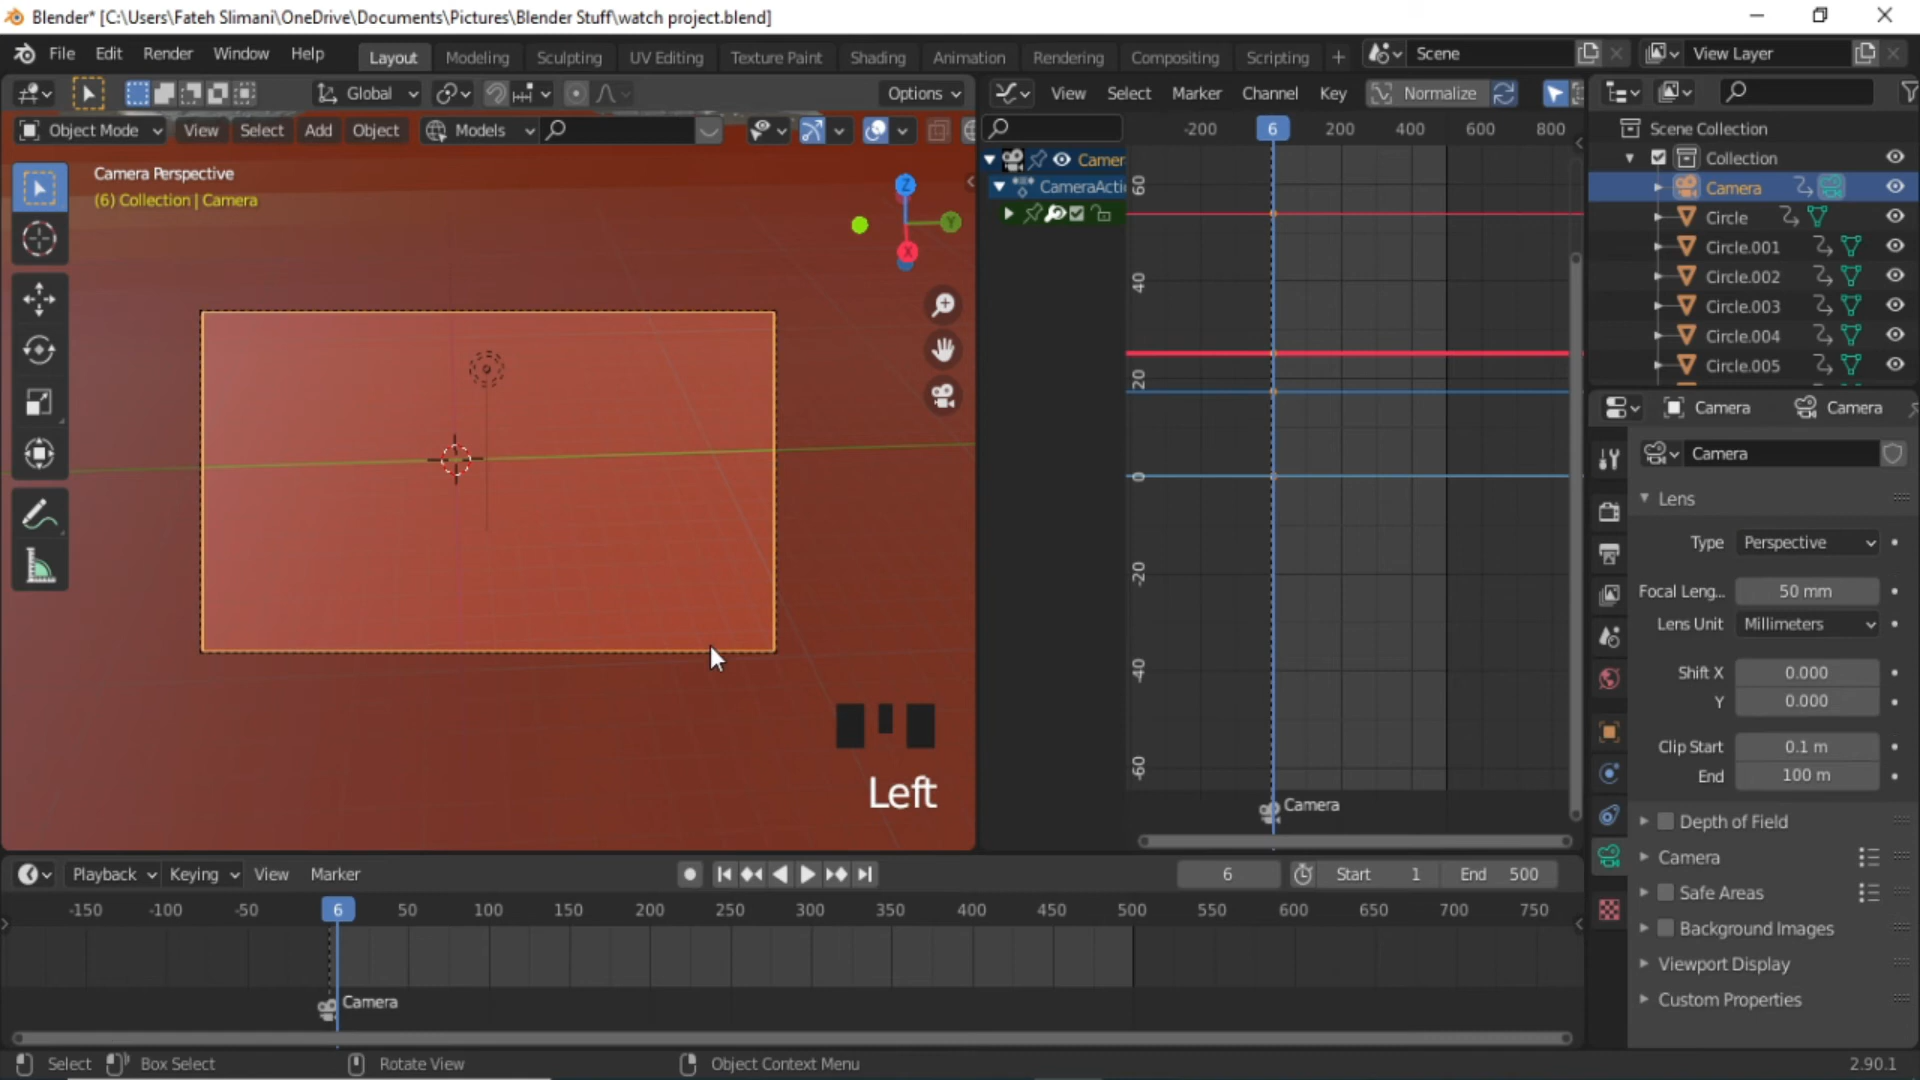 Blender* [C:\Users\Fateh Slimani\OneDrive\Documents\Pictures\Blender Stuff\watch project.blend]
File Edit Render Window Help Layout Modeling Sculpting UV Editing Texture Paint Shading Animation Rendering Compositing Scripting + Scene View Layer
Global Options View Select Marker Channel Key Normalize
Object Mode View Select Add Object Models -200 6 200 400 600 800 Scene Collection
Camera Perspective
(6) Collection | Camera
Z
Y
X
Camer
CameraActi
60
40
20
0
-20
-40
-60
Camera
Collection
Camera
Circle
Circle.001
Circle.002
Circle.003
Circle.004
Circle.005
Camera Camera
Camera
Lens
Type Perspective
Focal Leng... 50 mm
Lens Unit Millimeters
Shift X 0.000
Y 0.000
Clip Start 0.1 m
End 100 m
Depth of Field
Camera
Safe Areas
Background Images
Viewport Display
Custom Properties
Left
Playback Keying View Marker 6 Start 1 End 500
-150 -100 -50 6 50 100 150 200 250 300 350 400 450 500 550 600 650 700 750
Camera
Select Box Select Rotate View Object Context Menu 2.90.1